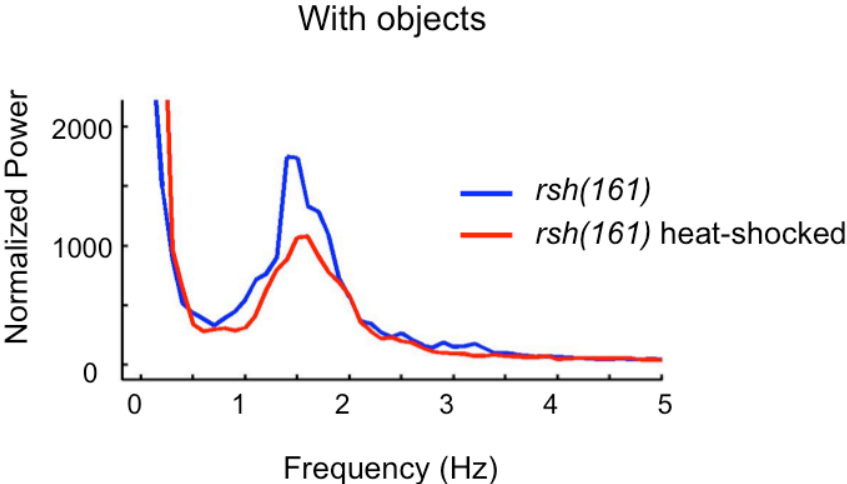 With objects
Normalized Power
2000
1000
0
rsh(161)
rsh(161) heat-shocked
0 1 2 3 4 5
Frequency (Hz)